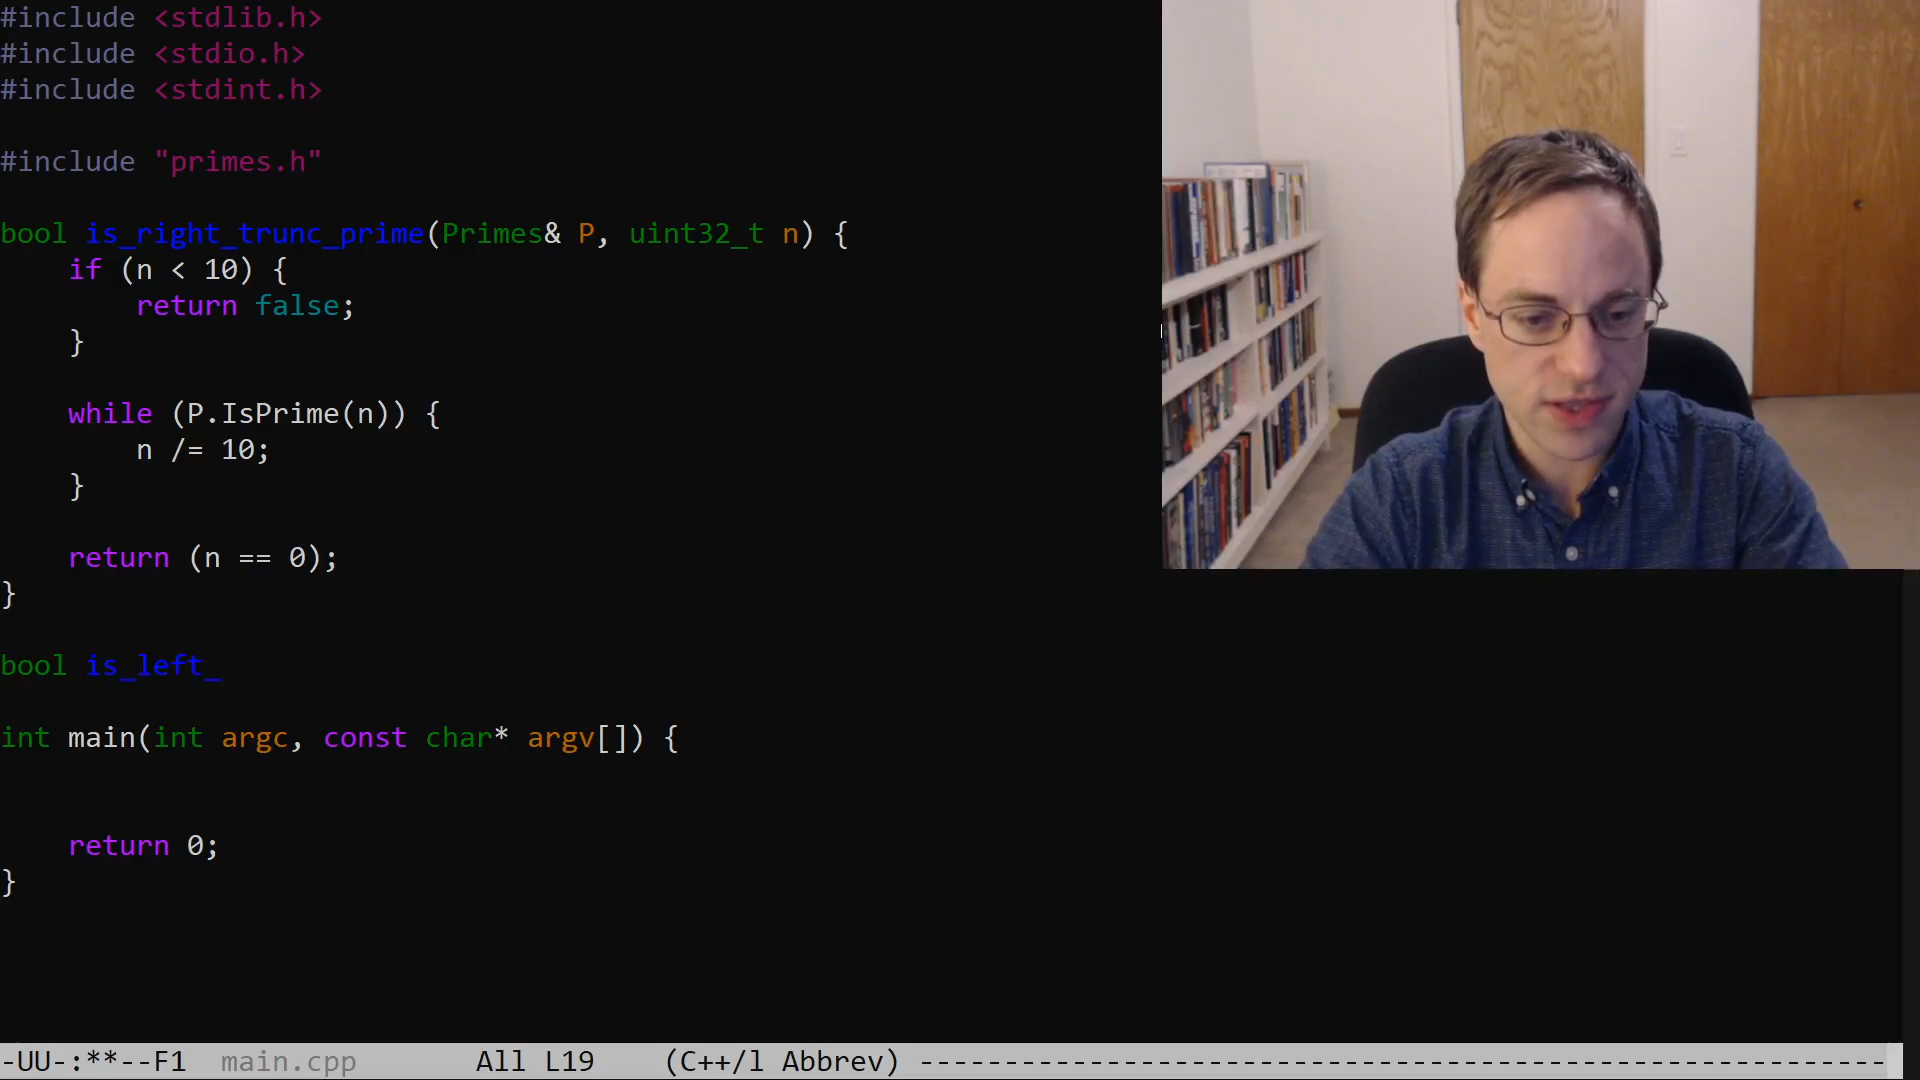 #include <stdlib.h>
#include <stdio.h>
#include <stdint.h>
#include "primes.h"
bool is_right_trunc_prime(Primes& P, uint32_t n) {
    if (n < 10) {
        return false;
    }
    while (P.IsPrime(n)) {
        n /= 10;
    }
    return (n == 0);
}
bool is_left_
int main(int argc, const char* argv[]) {
    return 0;
}
-UU-:**--F1  main.cpp       All L19    (C++/l Abbrev) ---------------------------------------------------------